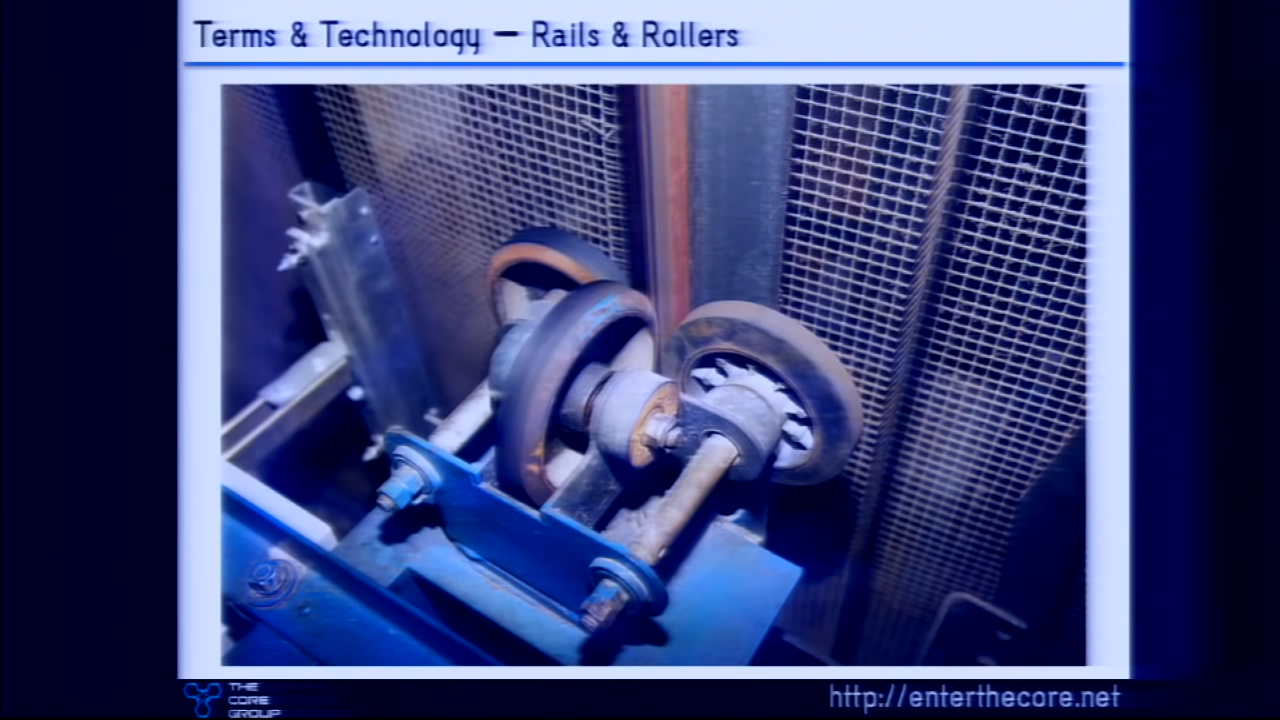 Terms & Technology — Rails & Rollers
THE
CORE
GROUP
http://enterthecore.net